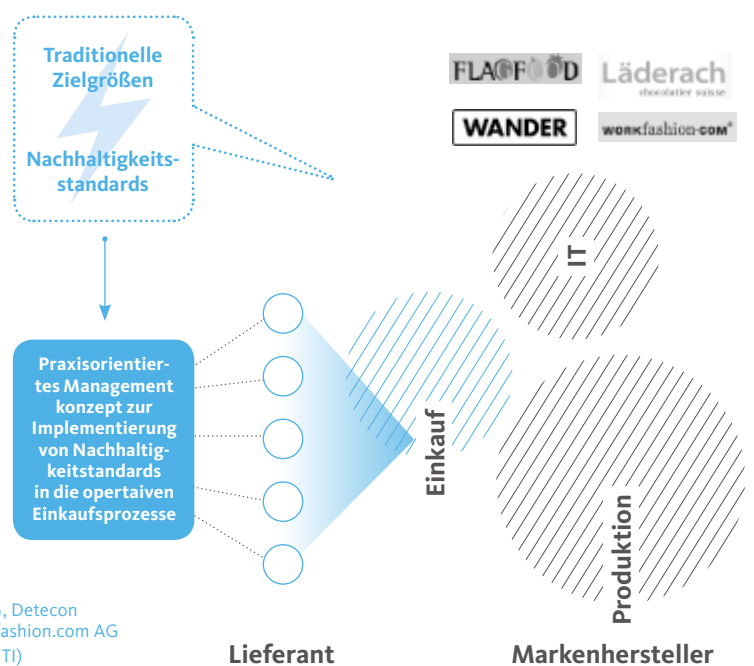 Traditionelle
Zielgrößen
Nachhaltigkeits-
standards
FLAGFOOD
Läderach
chocolatier suisse
WANDER
workfashion-com®
IT
Praxisorientier-
tes Management
konzept zur
Implementierung
von Nachhaltig-
keitstandards
in die opertaiven
Einkaufsprozesse
Einkauf
Produktion
, Detecon
fashion.com AG
TI)
Lieferant
Markenhersteller